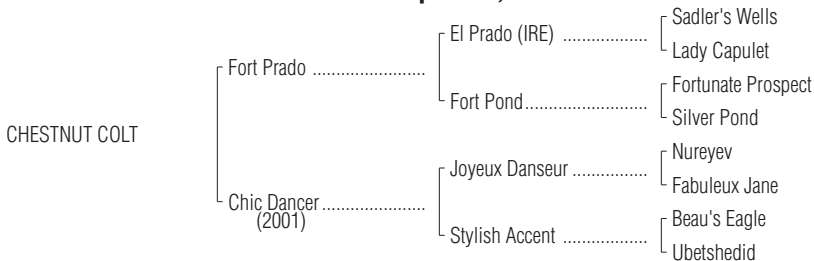 Sadler's Wells
El Prado (IRE) ...................
Lady Capulet
Fort Prado .........................
Fortunate Prospect
Fort Pond...........................
Silver Pond
CHESTNUT COLT
Nureyev
Joyeux Danseur .................
Fabuleux Jane
Chic Dancer.......................
(2001)
Beau's Eagle
Stylish Accent ...................
Ubetshedid